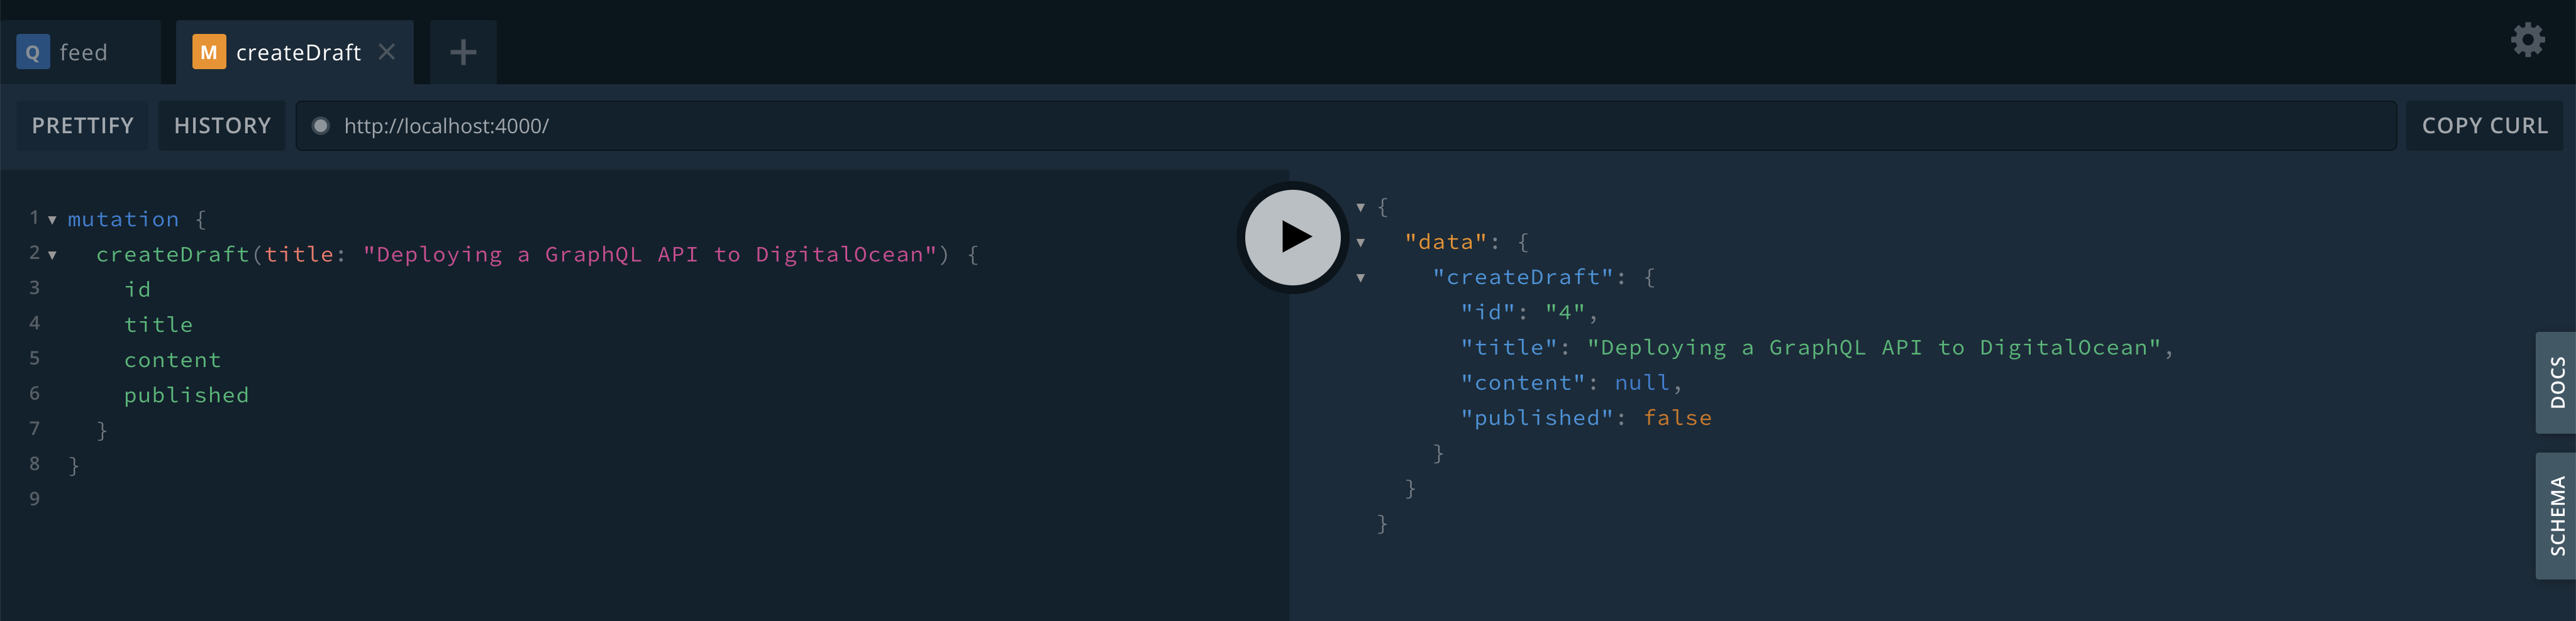 Q feed M createDraft
PRETTIFY HISTORY http://localhost:4000/ COPY CURL
1 mutation {
2 createDraft(title: "Deploying a GraphQL API to DigitalOcean") {
3 id
4 title
5 content
6 published
7 }
8 }
9
{
"data": {
"createDraft": {
"id": "4",
"title": "Deploying a GraphQL API to DigitalOcean",
"content": null,
"published": false
}
}
}
DOCS
SCHEMA